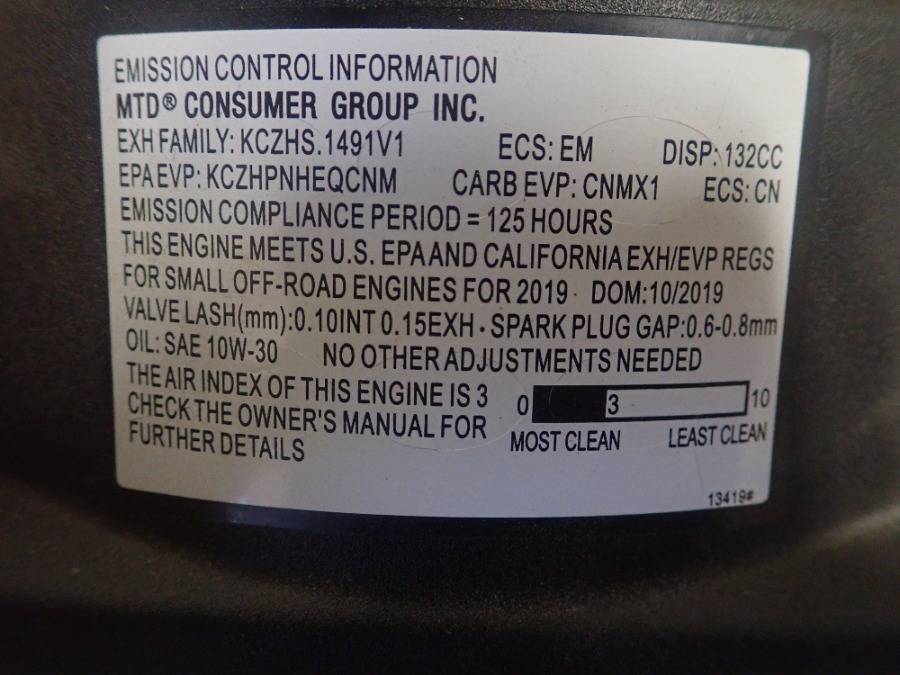 EMISSION CONTROL INFORMATION
MTD® CONSUMER GROUP INC.
EXH FAMILY: KCZHS.1491V1 ECS: EM DISP: 132CC
EPA EVP: KCZHPNHEQCNM CARB EVP: CNMX1 ECS: CN
EMISSION COMPLIANCE PERIOD = 125 HOURS
THIS ENGINE MEETS U.S. EPA AND CALIFORNIA EXH/EVP REGS
FOR SMALL OFF-ROAD ENGINES FOR 2019 · DOM:10/2019
VALVE LASH(mm):0.10INT 0.15EXH · SPARK PLUG GAP:0.6-0.8mm
OIL: SAE 10W-30 NO OTHER ADJUSTMENTS NEEDED
THE AIR INDEX OF THIS ENGINE IS 3
CHECK THE OWNER'S MANUAL FOR
FURTHER DETAILS
0 3 10
MOST CLEAN LEAST CLEAN
13419#